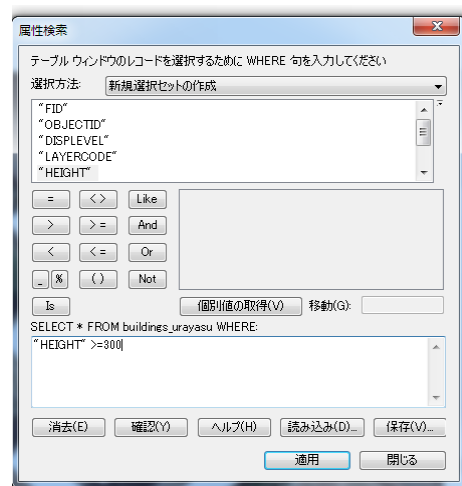 属性検索
テーブル ウィンドウのレコードを選択するために WHERE 句を入力してください
選択方法: 新規選択セットの作成
"FID"
"OBJECTID"
"DISPLEVEL"
"LAYERCODE"
"HEIGHT"
= <> Like
> >= And
< <= Or
_ % () Not
Is 個別値の取得(V) 移動(G):
SELECT * FROM buildings_urayasu WHERE:
"HEIGHT" >=300
消去(E) 確認(Y) ヘルプ(H) 読み込み(D)... 保存(V)...
適用 閉じる